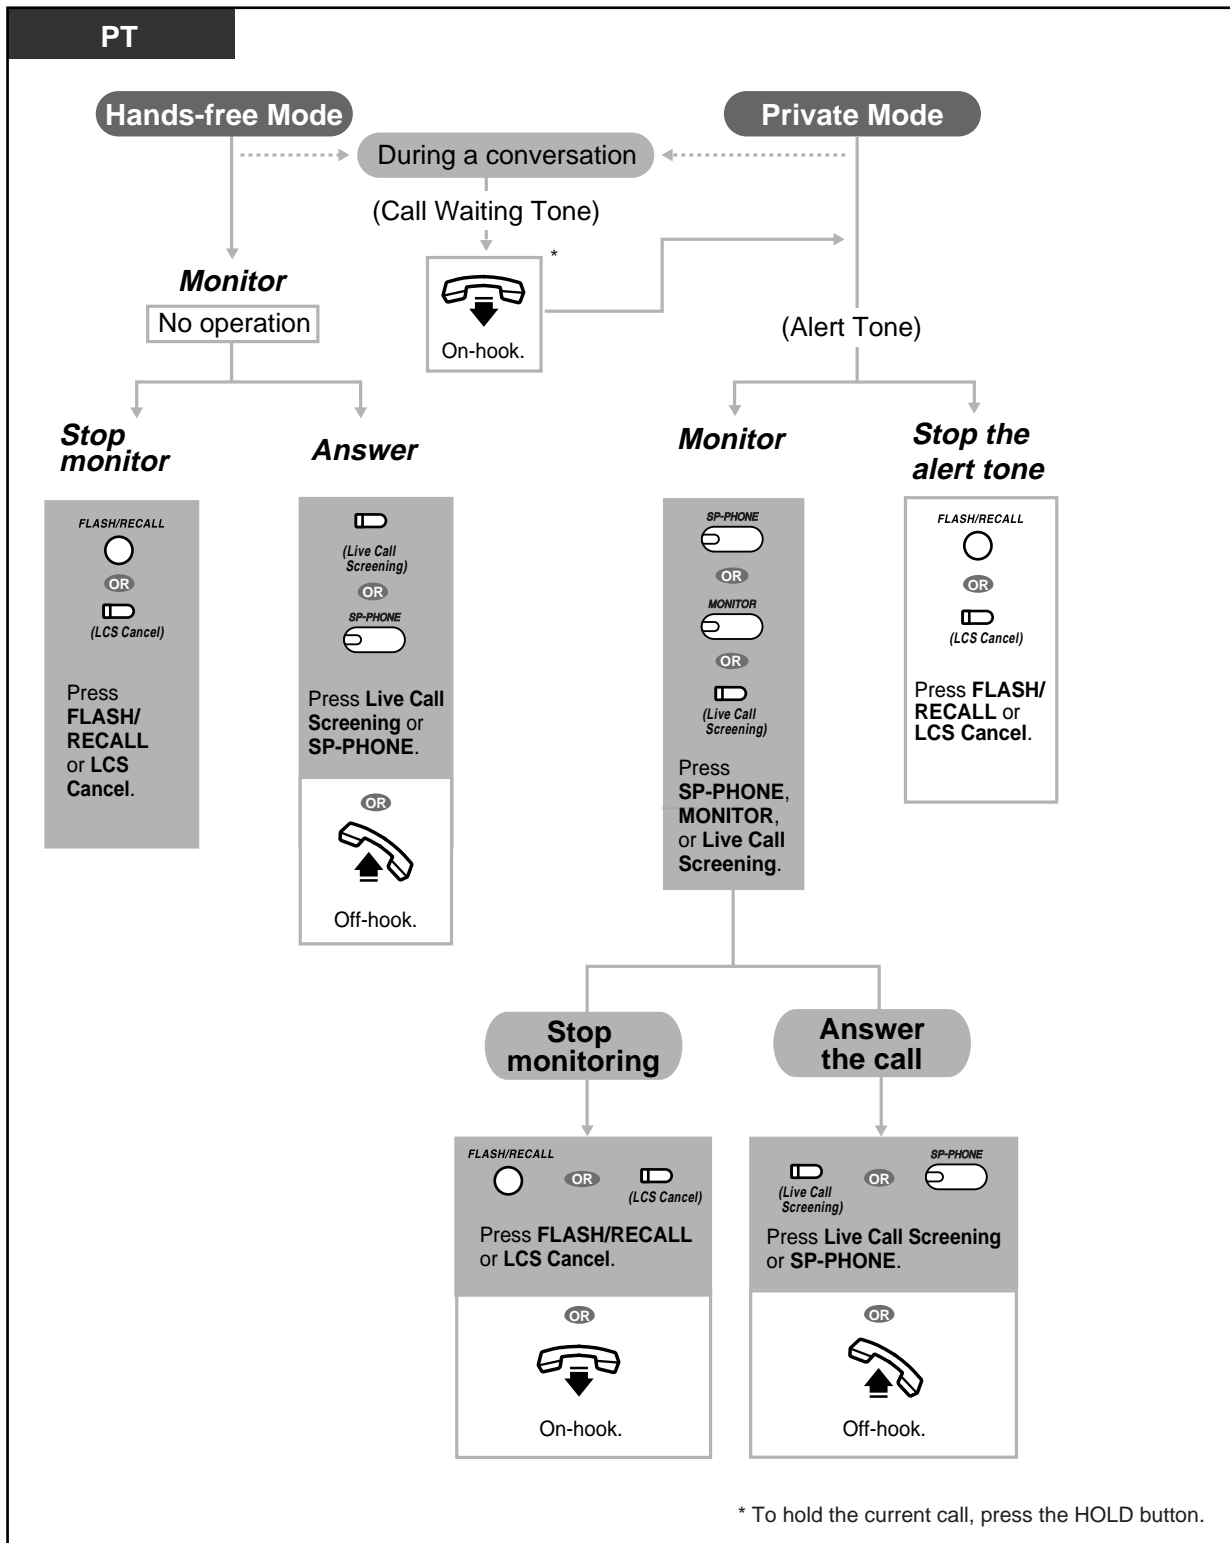 PT
Hands-free Mode
Private Mode
During a conversation
(Call Waiting Tone)
*
On-hook.
Monitor
No operation
(Alert Tone)
Stop
monitor
FLASH/RECALL
OR
(LCS Cancel)
Press
FLASH/
RECALL
or LCS
Cancel.
Answer
(Live Call
Screening)
OR
SP-PHONE
Press Live Call
Screening or
SP-PHONE.
OR
Off-hook.
Monitor
SP-PHONE
OR
MONITOR
OR
(Live Call
Screening)
Press
SP-PHONE,
MONITOR,
or Live Call
Screening.
Stop the
alert tone
FLASH/RECALL
OR
(LCS Cancel)
Press FLASH/
RECALL or
LCS Cancel.
Stop
monitoring
FLASH/RECALL
OR
(LCS Cancel)
Press FLASH/RECALL
or LCS Cancel.
OR
On-hook.
Answer
the call
(Live Call
Screening)
OR
SP-PHONE
Press Live Call Screening
or SP-PHONE.
OR
Off-hook.
* To hold the current call, press the HOLD button.